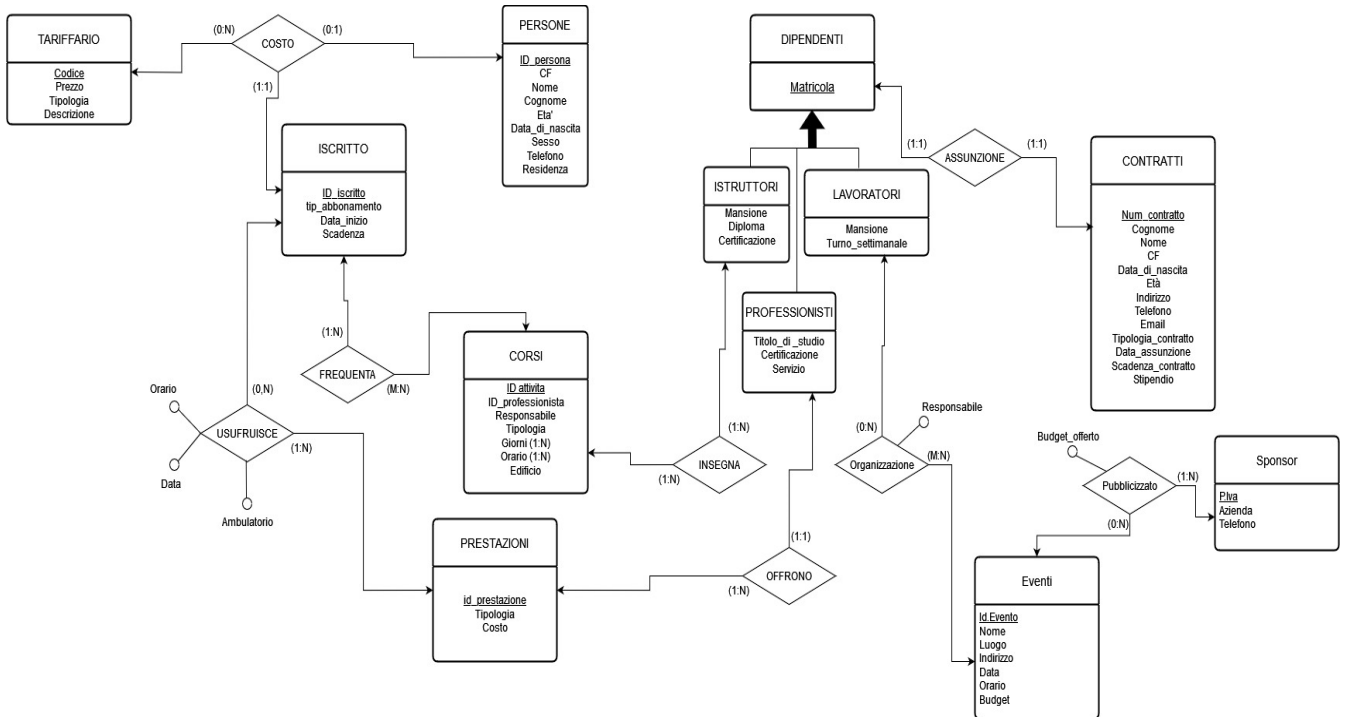 TARIFFARIO
Codice
Prezzo
Tipologia
Descrizione
(0:N)
COSTO
(0:1)
(1:1)
PERSONE
ID_persona
CF
Nome
Cognome
Eta'
Data_di_nascita
Sesso
Telefono
Residenza
DIPENDENTI
Matricola
(1:1)
ASSUNZIONE
(1:1)
CONTRATTI
Num_contratto
Cognome
Nome
CF
Data_di_nascita
Età
Indirizzo
Telefono
Email
Tipologia_contratto
Data_assunzione
Scadenza_contratto
Stipendio
ISCRITTO
ID_iscritto
tip_abbonamento
Data_inizio
Scadenza
ISTRUTTORI
Mansione
Diploma
Certificazione
LAVORATORI
Mansione
Turno_settimanale
PROFESSIONISTI
Titolo_di_studio
Certificazione
Servizio
(1:N)
FREQUENTA
(M:N)
CORSI
ID attivita
ID_professionista
Responsabile
Tipologia
Giorni (1:N)
Orario (1:N)
Edificio
Orario
(0,N)
USUFRUISCE
(1:N)
Data
Ambulatorio
(1:N)
INSEGNA
(1:N)
(0:N)
Responsabile
Organizzazione
(M:N)
Budget_offerto
Pubblicizzato
(1:N)
(0:N)
Sponsor
P.Iva
Azienda
Telefono
PRESTAZIONI
id_prestazione
Tipologia
Costo
(1:1)
OFFRONO
(1:N)
Eventi
Id.Evento
Nome
Luogo
Indirizzo
Data
Orario
Budget